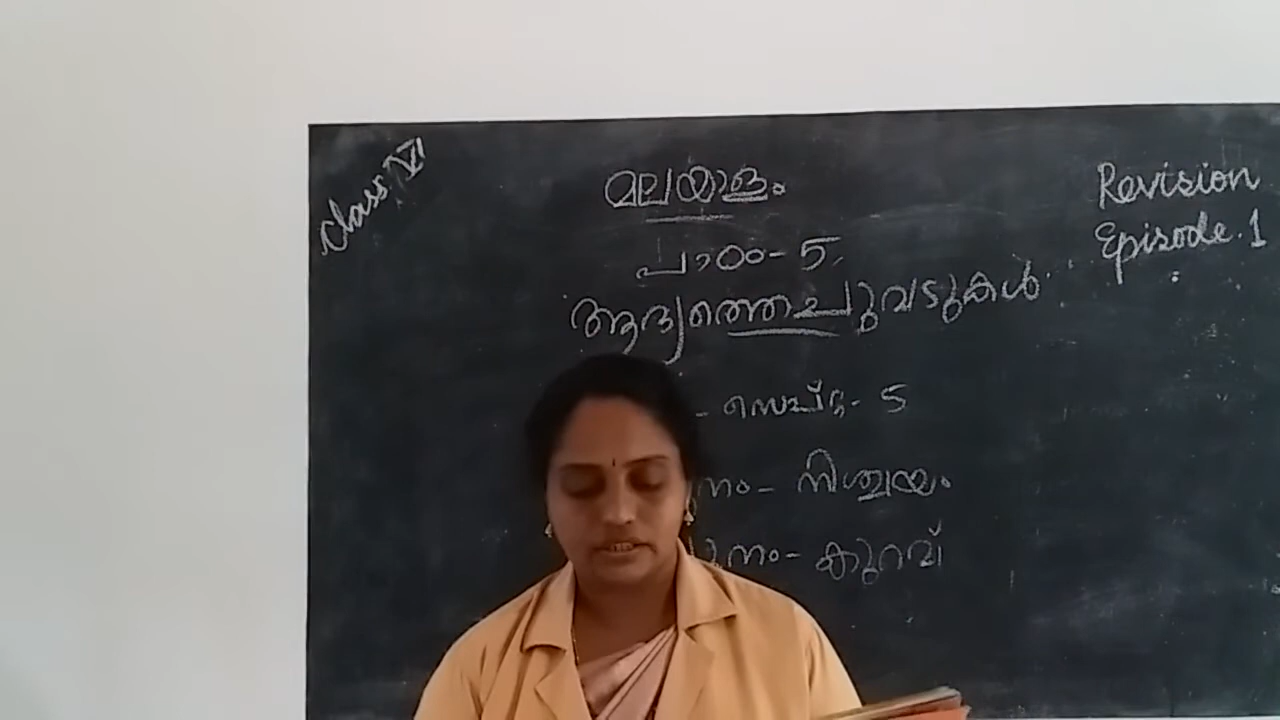 Class VI
മലയാളം
Revision
Episode.1
പാഠം-5
ആദ്യത്തെചുവടുകൾ
- സെപ്റ്റ- 5
നം- നിശ്ചയം
നം- കുറവ്